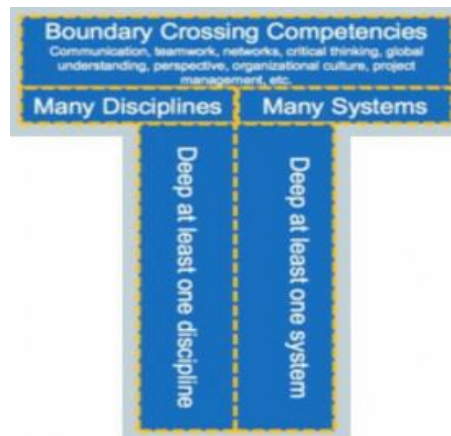 Boundary Crossing Competencies
Communication, teamwork, networks, critical thinking, global
understanding, perspective, organizational culture, project
management, etc.
Many Disciplines
Many Systems
Deep at least one discipline
Deep at least one system